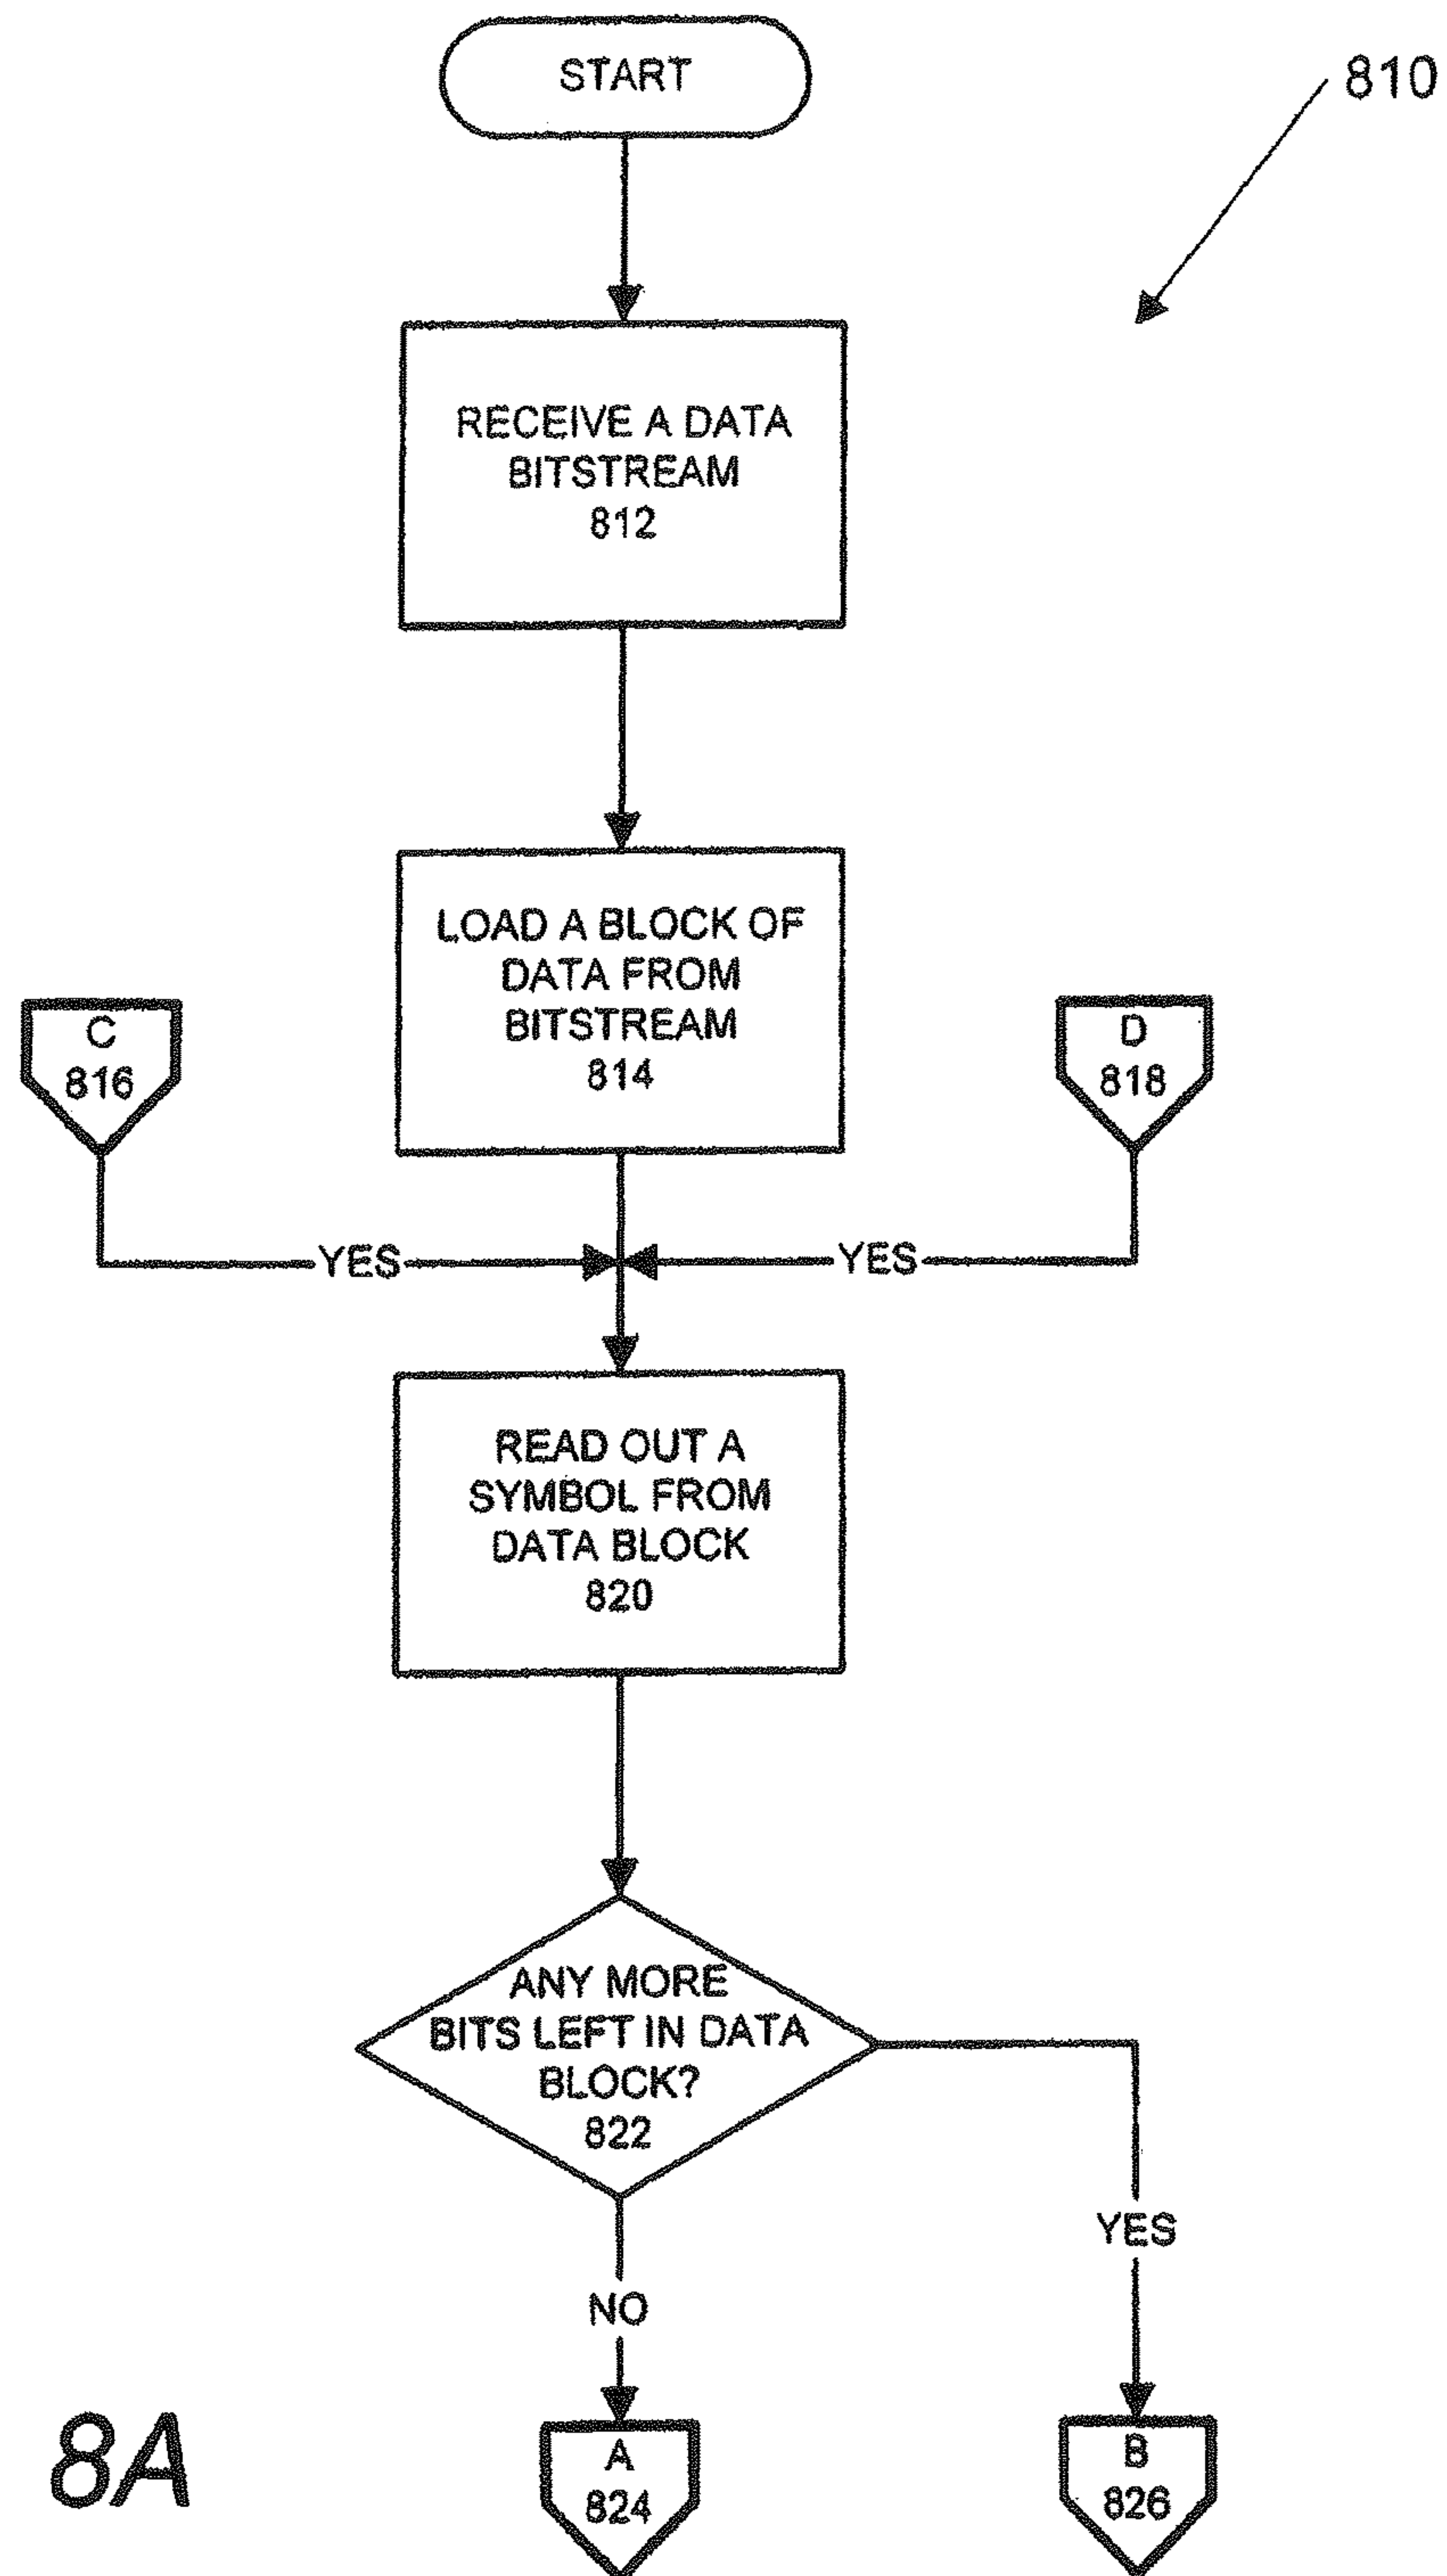 START
810
RECEIVE A DATA
BITSTREAM
812
LOAD A BLOCK OF
DATA FROM
BITSTREAM
814
C
816
D
818
YES
YES
READ OUT A
SYMBOL FROM
DATA BLOCK
820
ANY MORE
BITS LEFT IN DATA
BLOCK?
822
YES
NO
8A
A
824
B
826